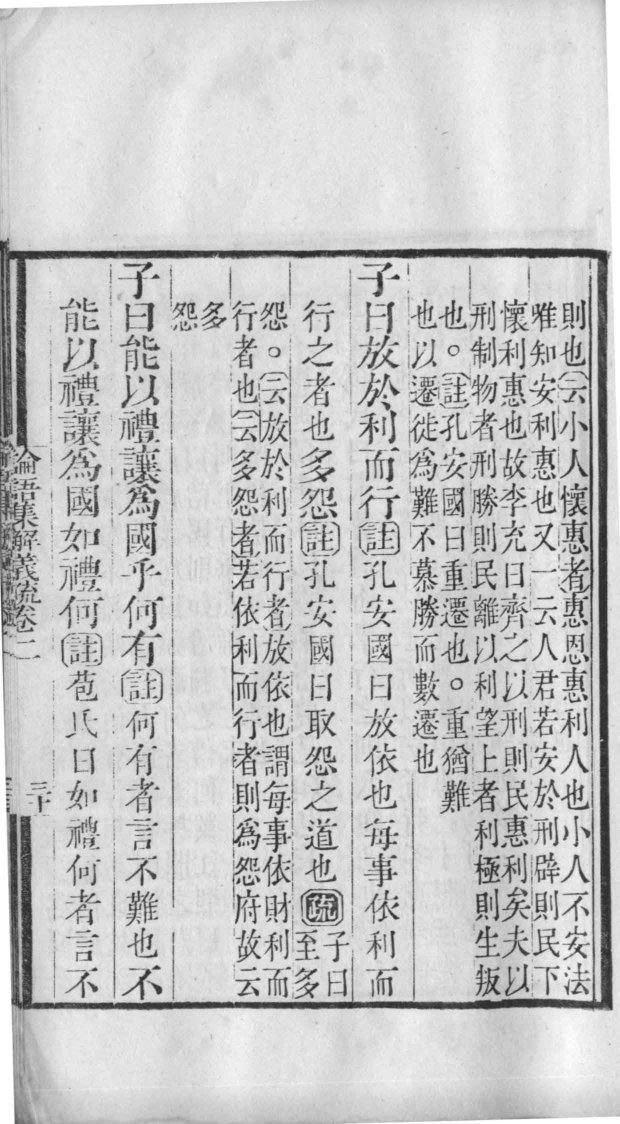 則也云小人懷惠者惠恩惠利人也小人不安法
唯知安利惠也又一云人君若安於刑辟則民下
懷利惠也故李充曰齊之以刑則民惠利矣夫以
刑制物者刑勝則民離以利望上者利極則生叛
也。註孔安國曰重遷也。重猶難
也以遷徙為難不慕勝而數遷也
子曰放於利而行註孔安國曰放依也每事依利而
行之者也多怨註孔安國曰取怨之道也疏子曰
至多
怨。云放於利而行者放依也謂每事依財利而
行者也云多怨者若依利而行者則為怨府故云
多
怨
子曰能以禮讓為國乎何有註何有者言不難也不
能以禮讓為國如禮何註苞氏曰如禮何者言不
論語集解義疏卷二